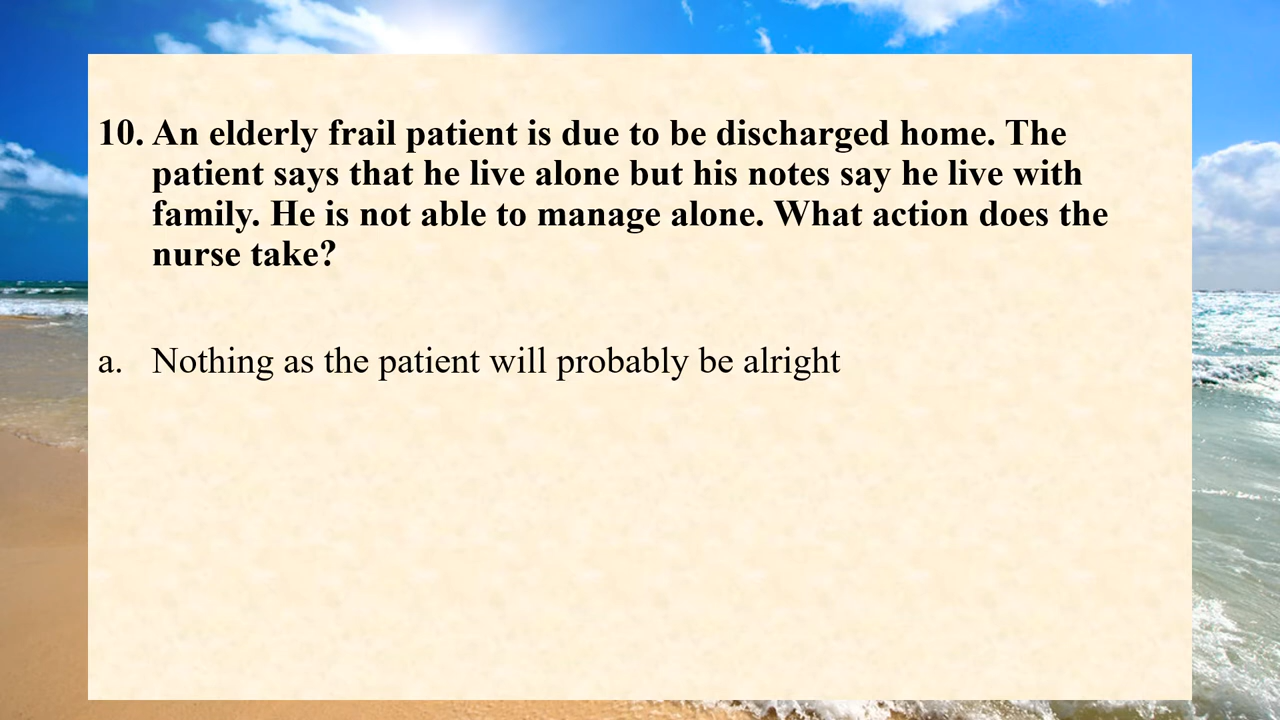 10. An elderly frail patient is due to be discharged home. The
patient says that he live alone but his notes say he live with
family. He is not able to manage alone. What action does the
nurse take?
a. Nothing as the patient will probably be alright